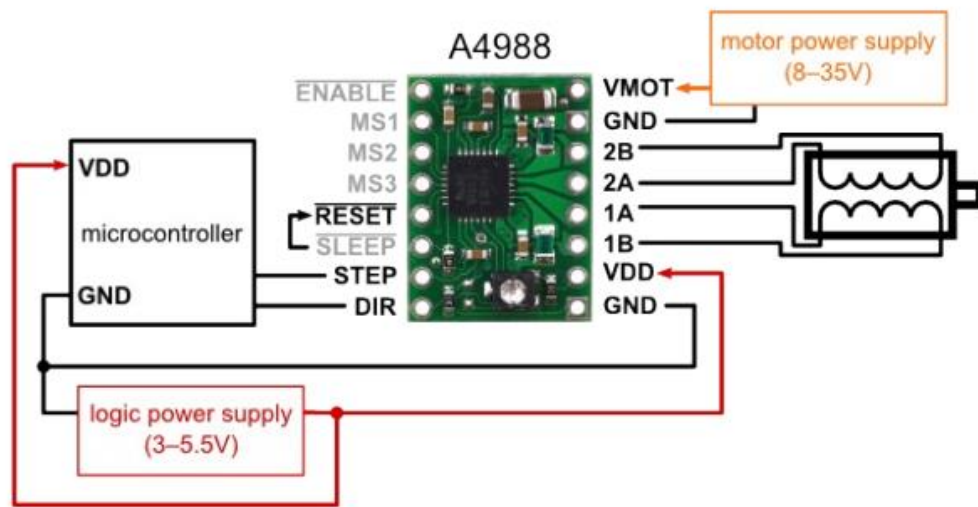 A4988
motor power supply
(8–35V)
ENABLE
MS1
MS2
MS3
RESET
SLEEP
STEP
DIR
VMOT
GND
2B
2A
1A
1B
VDD
GND
VDD
microcontroller
GND
logic power supply
(3–5.5V)